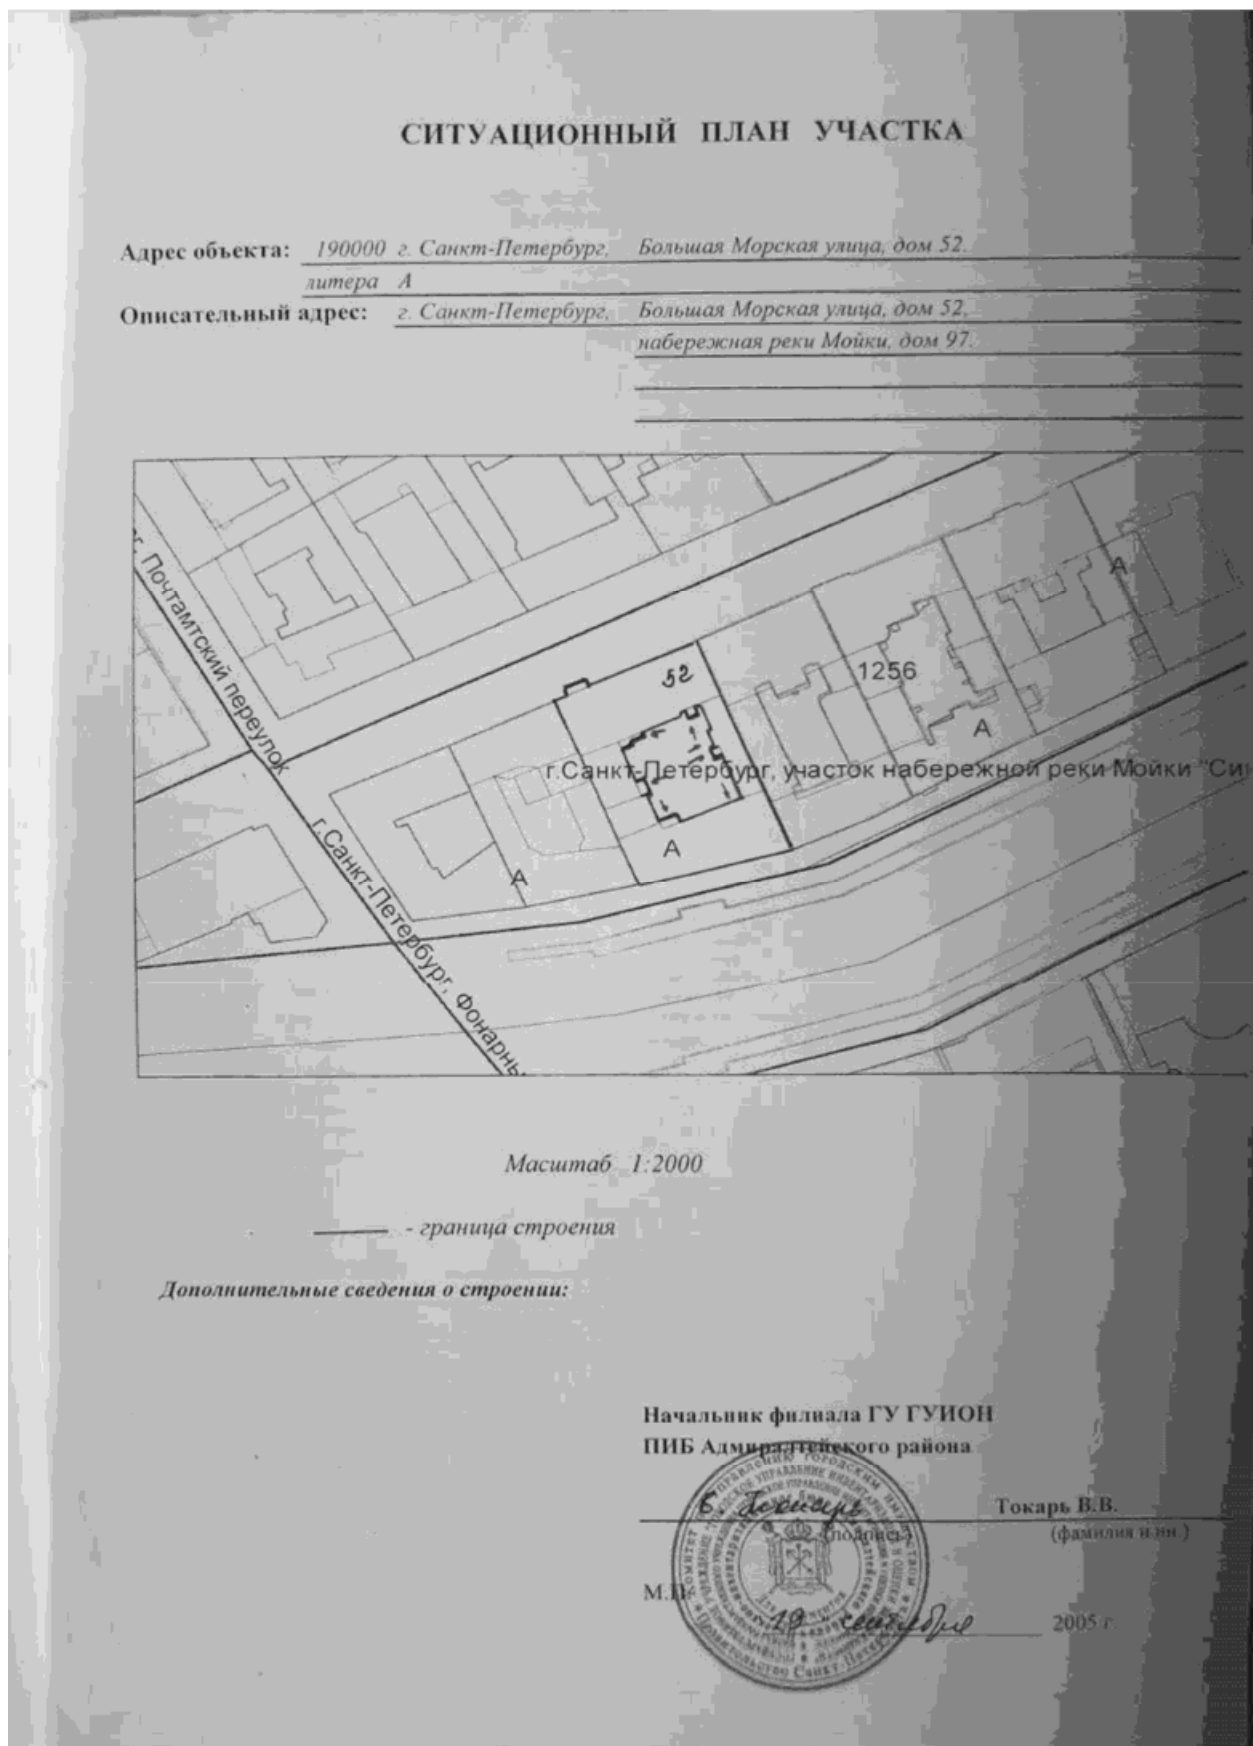 СИТУАЦИОННЫЙ ПЛАН УЧАСТКА
Адрес объекта: 190000 г. Санкт-Петербург, Большая Морская улица, дом 52,
литера А
Описательный адрес: г. Санкт-Петербург, Большая Морская улица, дом 52,
набережная реки Мойки, дом 97.
Почтамтский переулок
А
52
1256
А
г.Санкт-Петербург, участок набережной реки Мойки "Син
А
А
г.Санкт-Петербург, Фонарны
Масштаб 1:2000
- граница строения
Дополнительные сведения о строении:
Начальник филиала ГУ ГУИОН
ПИБ Адмиралтейского района
Токарь В.В.
(подпись)
(фамилия и ин.)
М.П.
19 сентября 2005 г.